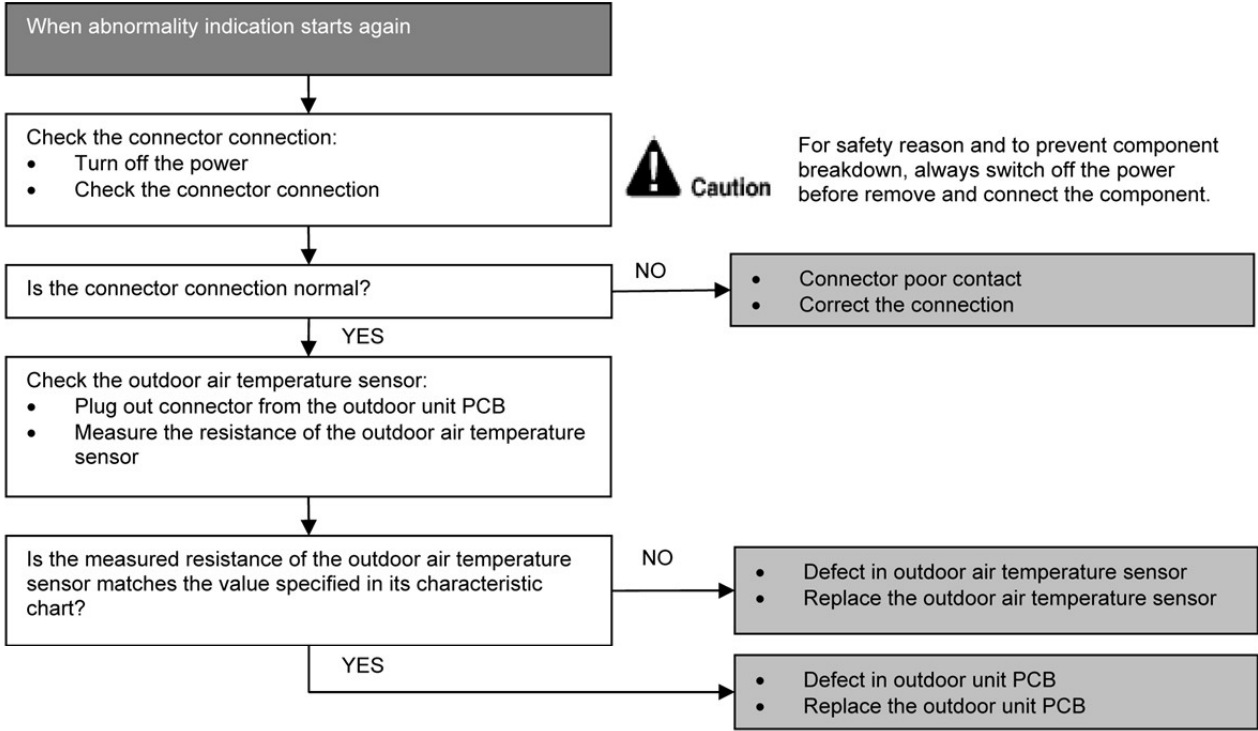 When abnormality indication starts again
Check the connector connection:
• Turn off the power
• Check the connector connection
Caution
For safety reason and to prevent component
breakdown, always switch off the power
before remove and connect the component.
Is the connector connection normal?
NO
• Connector poor contact
• Correct the connection
YES
Check the outdoor air temperature sensor:
• Plug out connector from the outdoor unit PCB
• Measure the resistance of the outdoor air temperature
sensor
Is the measured resistance of the outdoor air temperature
sensor matches the value specified in its characteristic
chart?
NO
• Defect in outdoor air temperature sensor
• Replace the outdoor air temperature sensor
YES
• Defect in outdoor unit PCB
• Replace the outdoor unit PCB